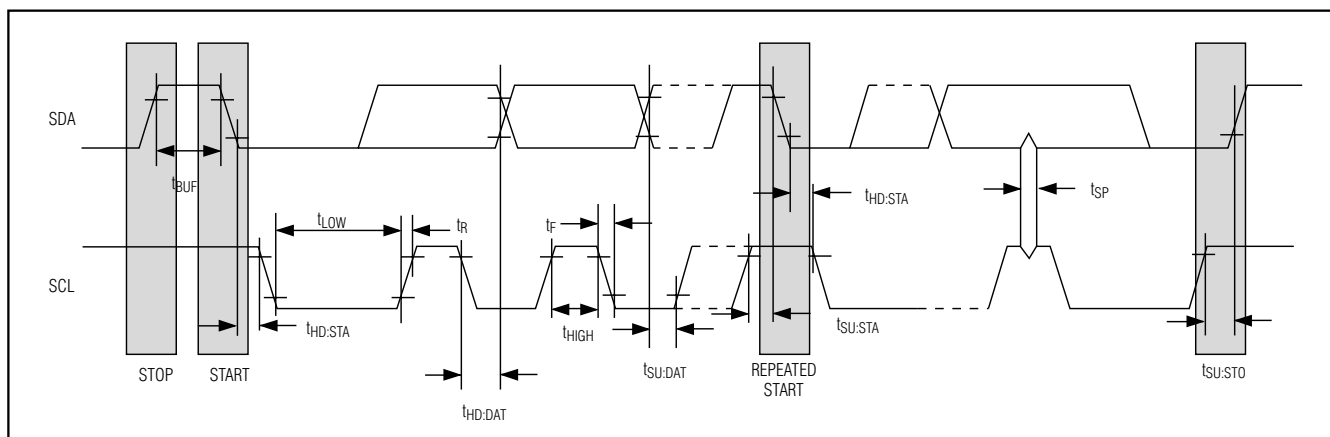 SDA
tBUF
tLOW
tR
tF
tHD:STA
tSP
SCL
tHD:STA
tHIGH
tSU:DAT
tSU:STA
tSU:STO
STOP
START
tHD:DAT
REPEATED
START